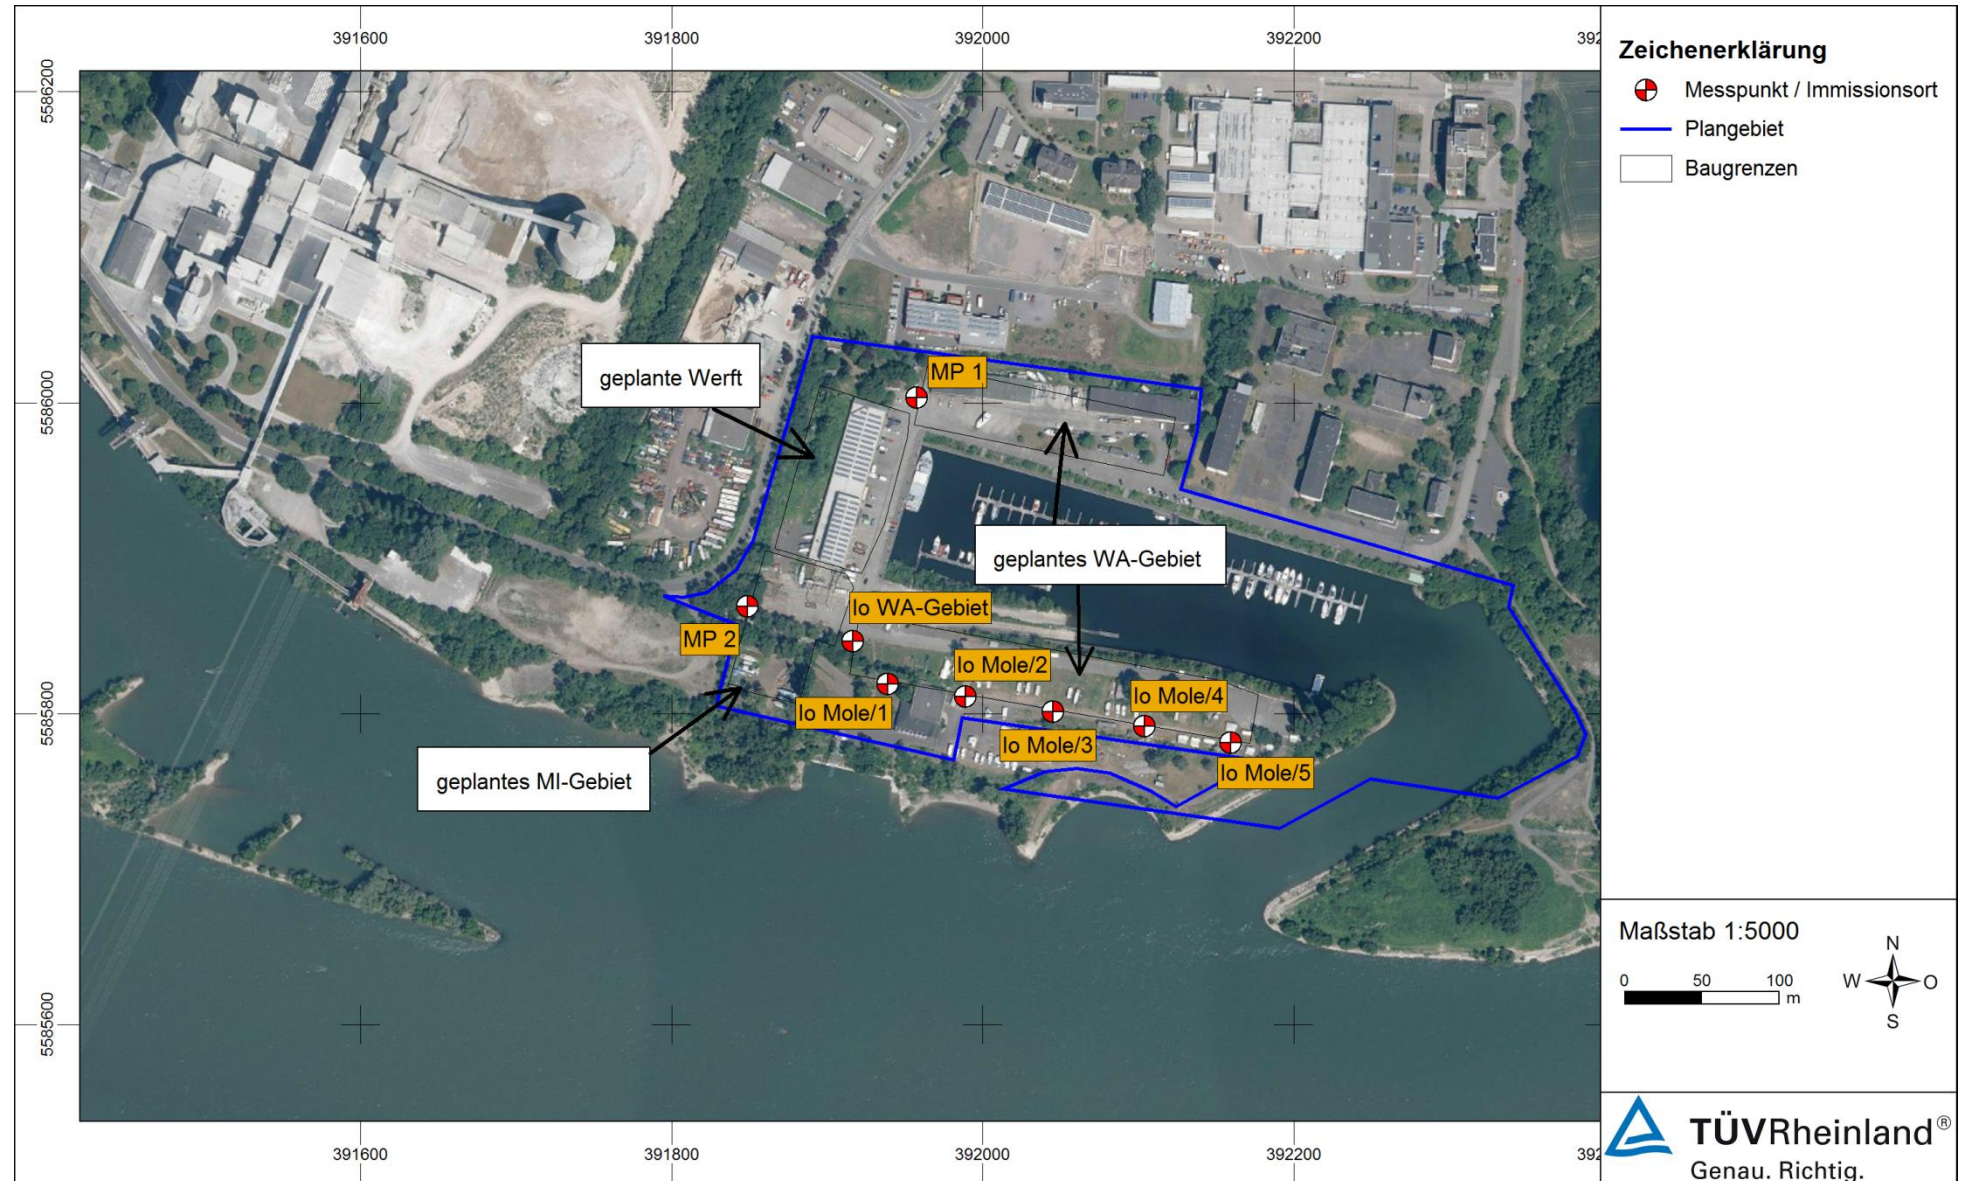 391600
391800
392000
392200
392
5586200
5586000
5585800
5585600
MP 1
geplante Werft
geplantes WA-Gebiet
Io WA-Gebiet
MP 2
Io Mole/2
Io Mole/4
Io Mole/1
Io Mole/3
Io Mole/5
geplantes MI-Gebiet
391600
391800
392000
392200
392
Zeichenerklärung
Messpunkt / Immissionsort
Plangebiet
Baugrenzen
Maßstab 1:5000
0 50 100
m
N
W O
S
TÜVRheinland®
Genau. Richtig.